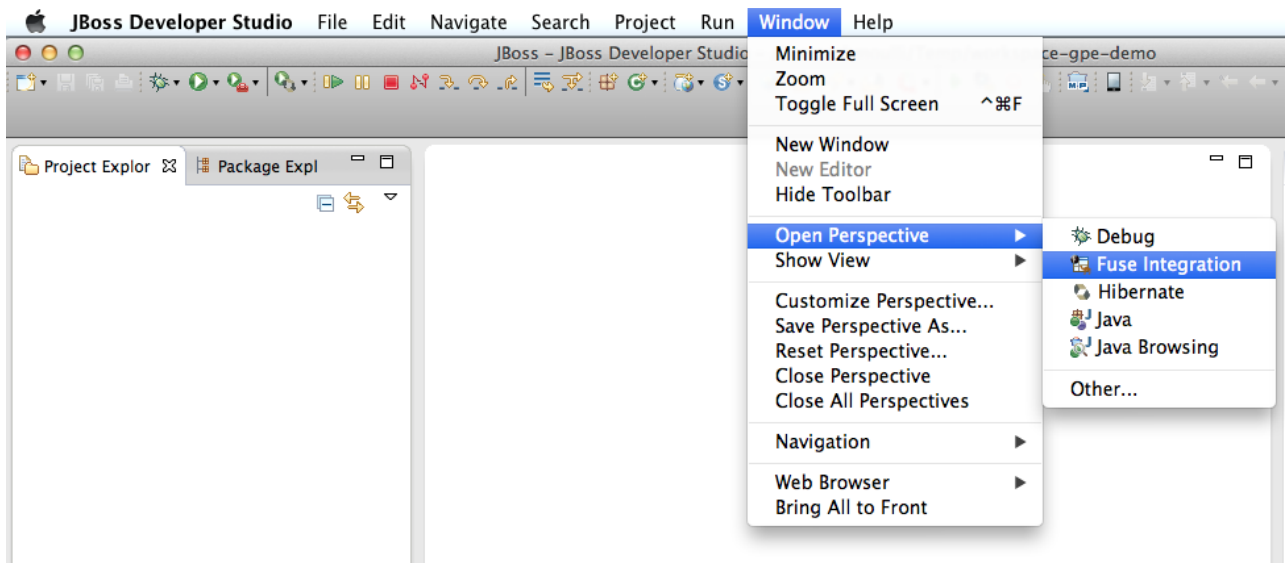 JBoss Developer Studio File Edit Navigate Search Project Run Window Help
JBoss – JBoss Developer Studio ce-gpe-demo
Project Explor Package Expl
Minimize
Zoom
Toggle Full Screen ^⌘F
New Window
New Editor
Hide Toolbar
Open Perspective
Show View
Customize Perspective...
Save Perspective As...
Reset Perspective...
Close Perspective
Close All Perspectives
Navigation
Web Browser
Bring All to Front
Debug
Fuse Integration
Hibernate
Java
Java Browsing
Other...